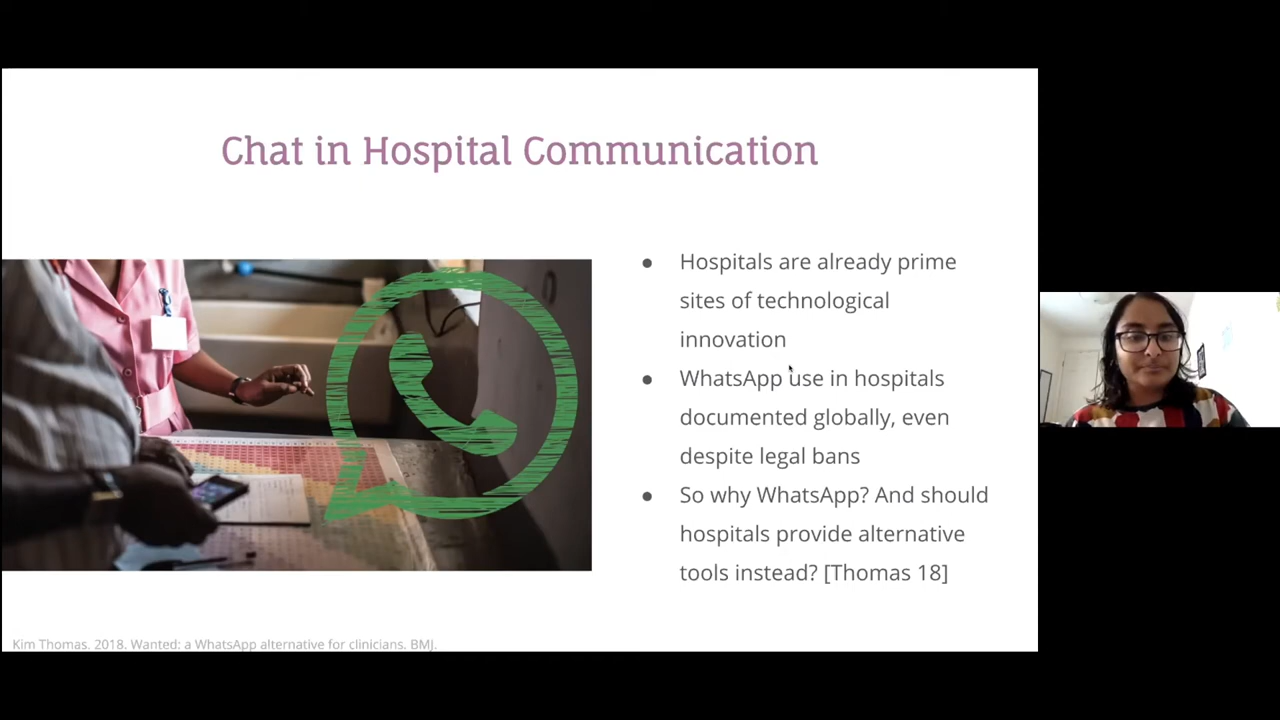 Chat in Hospital Communication
● Hospitals are already prime
sites of technological
innovation
● WhatsApp use in hospitals
documented globally, even
despite legal bans
● So why WhatsApp? And should
hospitals provide alternative
tools instead? [Thomas 18]
Kim Thomas. 2018. Wanted: a WhatsApp alternative for clinicians. BMJ.